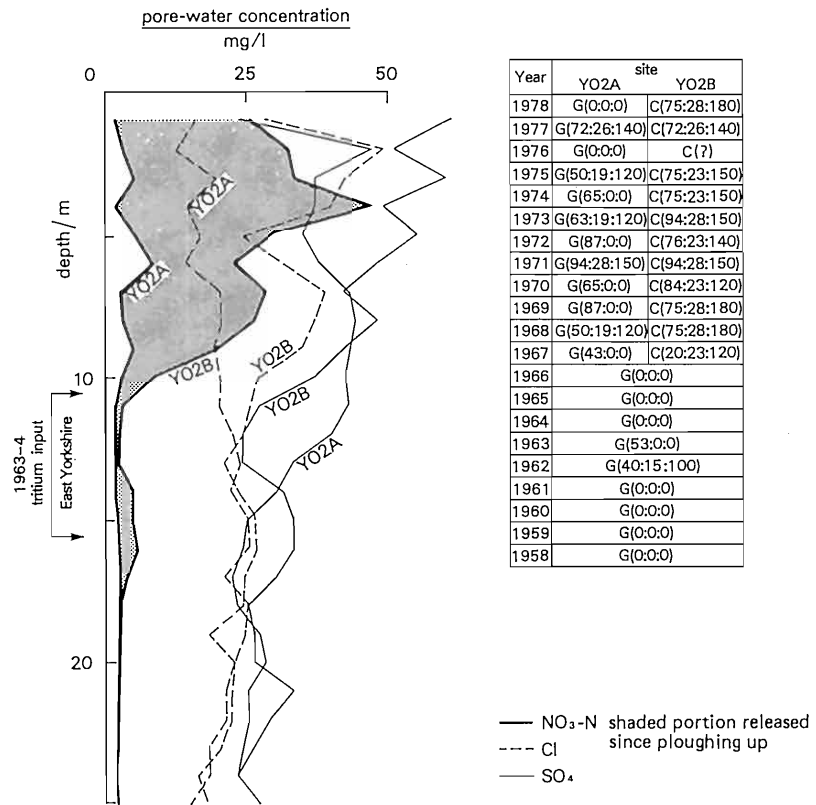 pore-water concentration
mg/l
0 25 50
depth/m
10
20
1963-4
tritium input
East Yorkshire
YO2A
YO2A
YO2B
YO2B
YO2B
YO2A
Year site
YO2A YO2B
1978 G(0:0:0) C(75:28:180)
1977 G(72:26:140) C(72:26:140)
1976 G(0:0:0) C(?)
1975 G(50:19:120) C(75:23:150)
1974 G(65:0:0) C(75:23:150)
1973 G(63:19:120) C(94:28:150)
1972 G(87:0:0) C(76:23:140)
1971 G(94:28:150) C(94:28:150)
1970 G(65:0:0) C(84:23:120)
1969 G(87:0:0) C(75:28:180)
1968 G(50:19:120) C(75:28:180)
1967 G(43:0:0) C(20:23:120)
1966 G(0:0:0)
1965 G(0:0:0)
1964 G(0:0:0)
1963 G(53:0:0)
1962 G(40:15:100)
1961 G(0:0:0)
1960 G(0:0:0)
1959 G(0:0:0)
1958 G(0:0:0)
NO₃-N shaded portion released
since ploughing up
Cl
SO₄